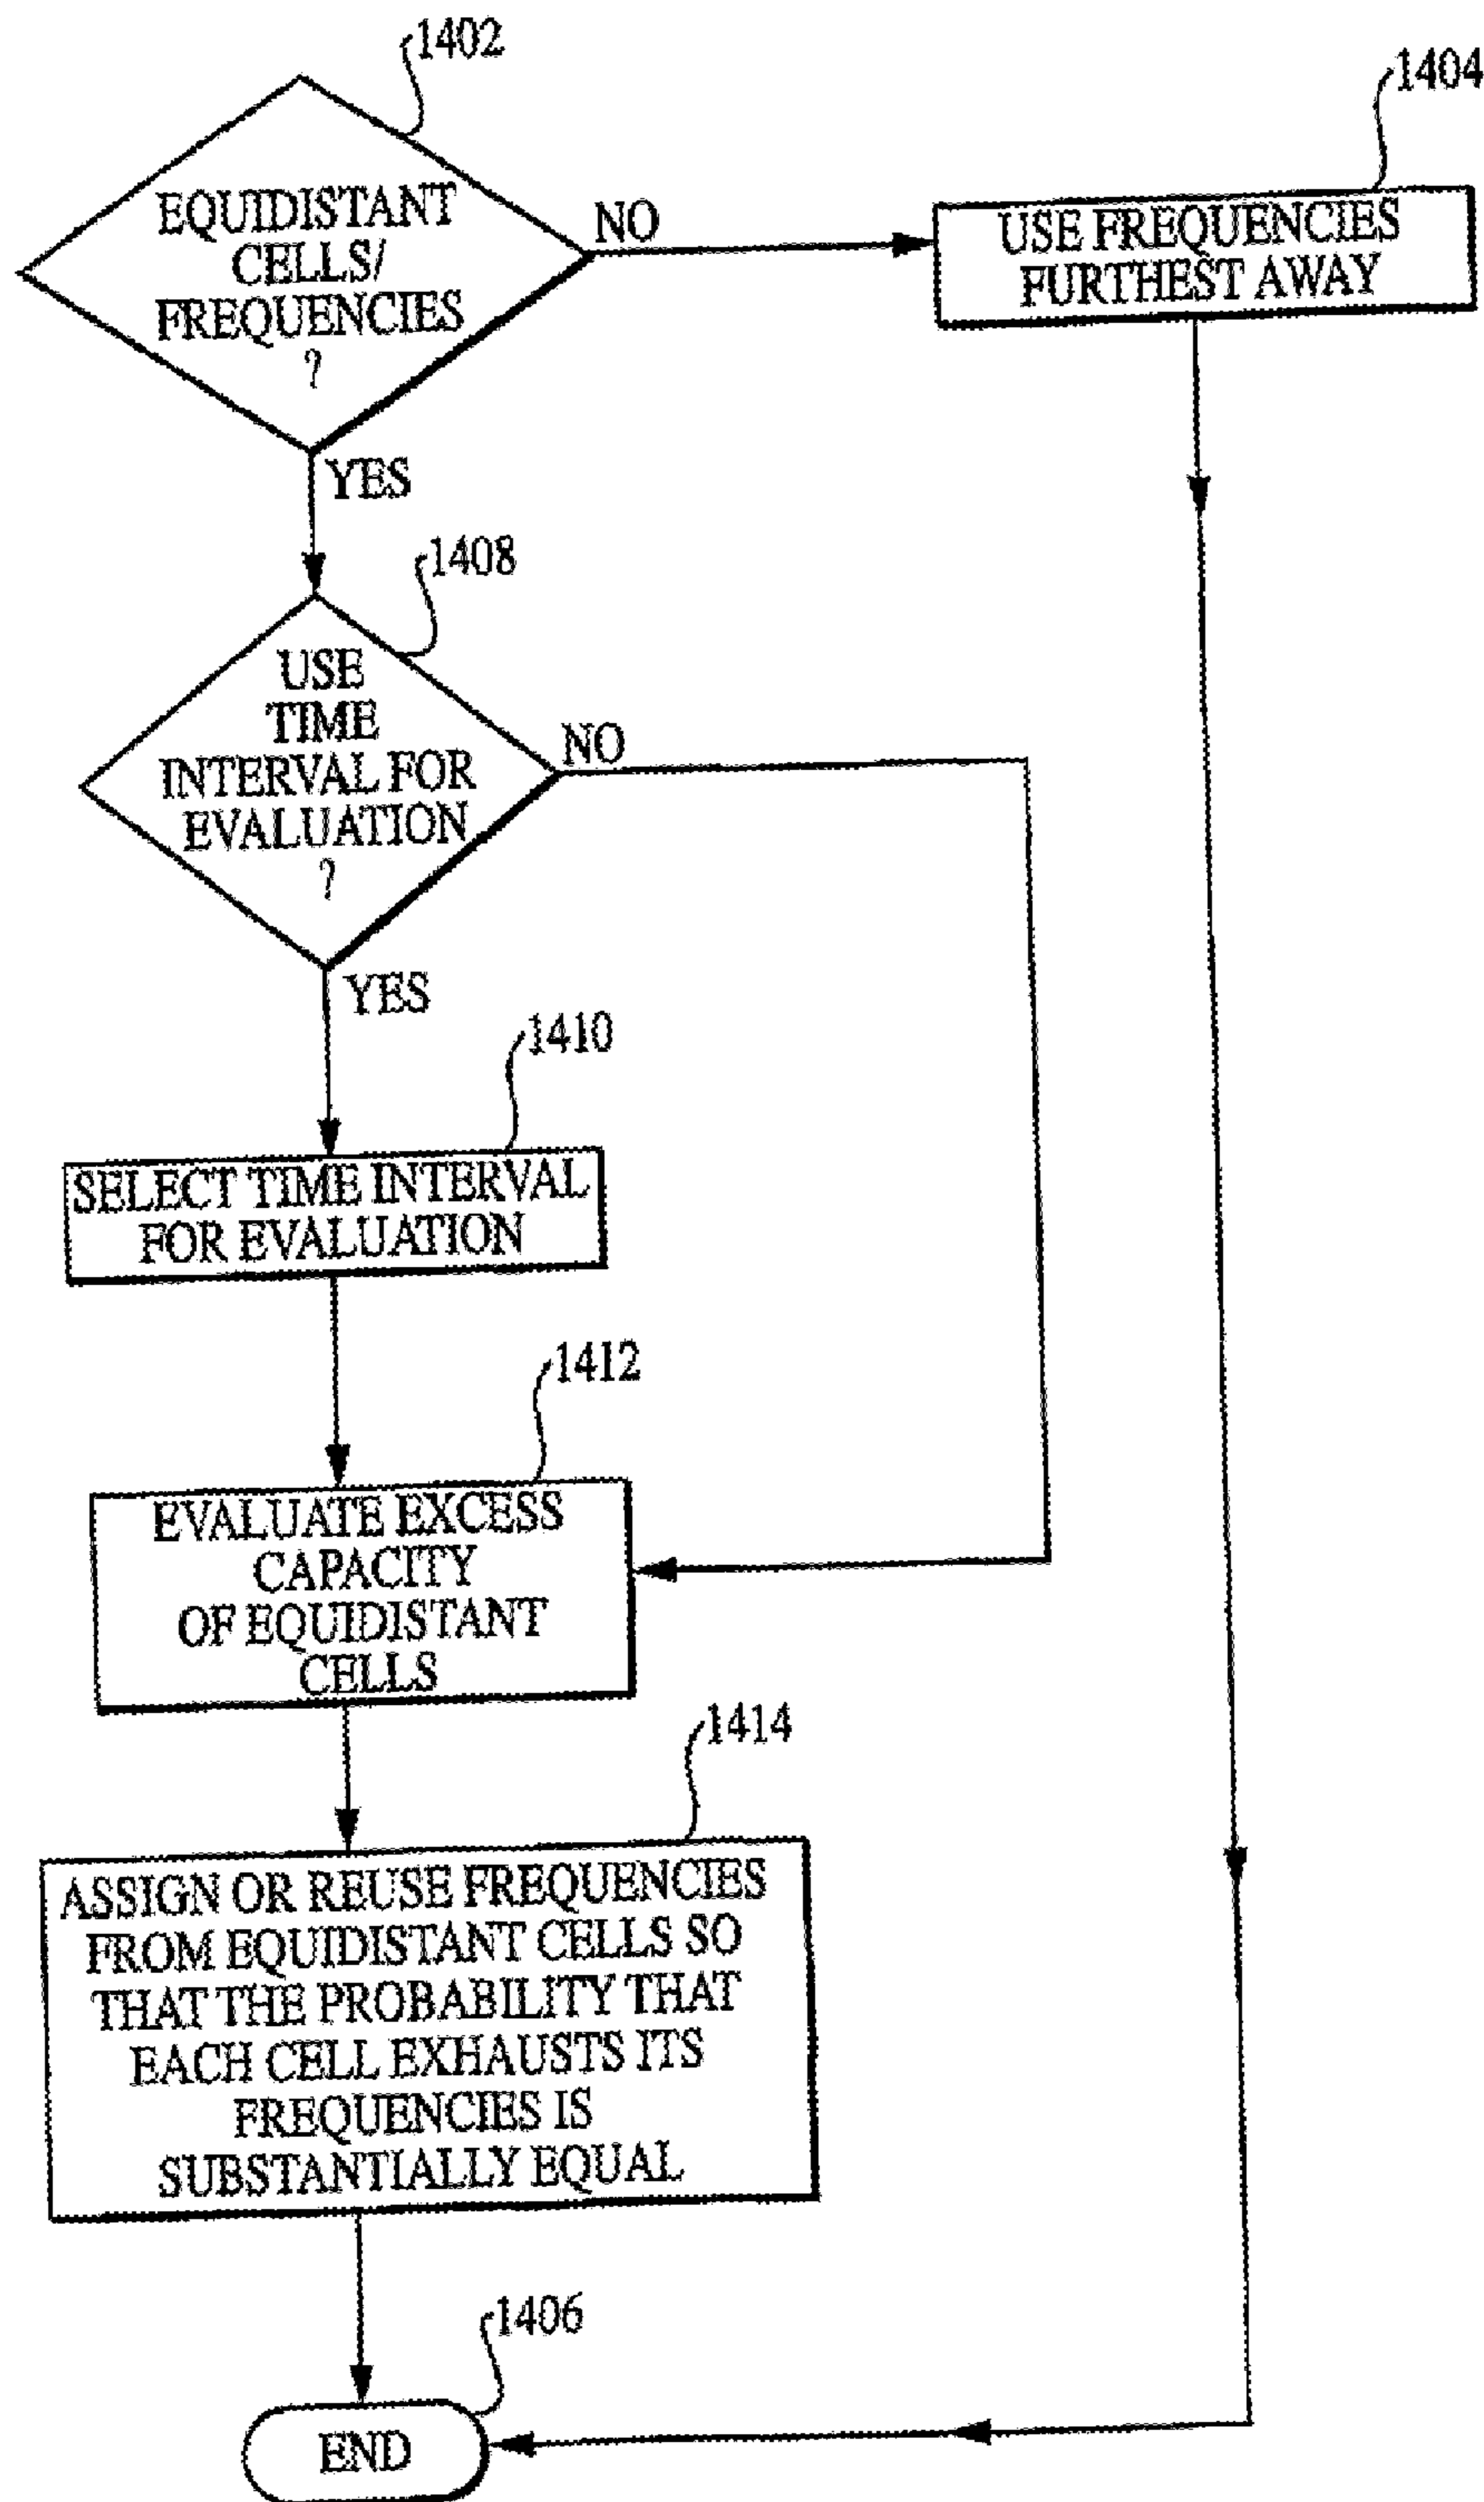 1402
EQUIDISTANT
CELLS/
FREQUENCIES
?
NO
1404
USE FREQUENCIES
FURTHEST AWAY
YES
1408
USE
TIME
INTERVAL FOR
EVALUATION
?
NO
YES
1410
SELECT TIME INTERVAL
FOR EVALUATION
1412
EVALUATE EXCESS
CAPACITY
OF EQUIDISTANT
CELLS
1414
ASSIGN OR REUSE FREQUENCIES
FROM EQUIDISTANT CELLS SO
THAT THE PROBABILITY THAT
EACH CELL EXHAUSTS ITS
FREQUENCIES IS
SUBSTANTIALLY EQUAL
1406
END